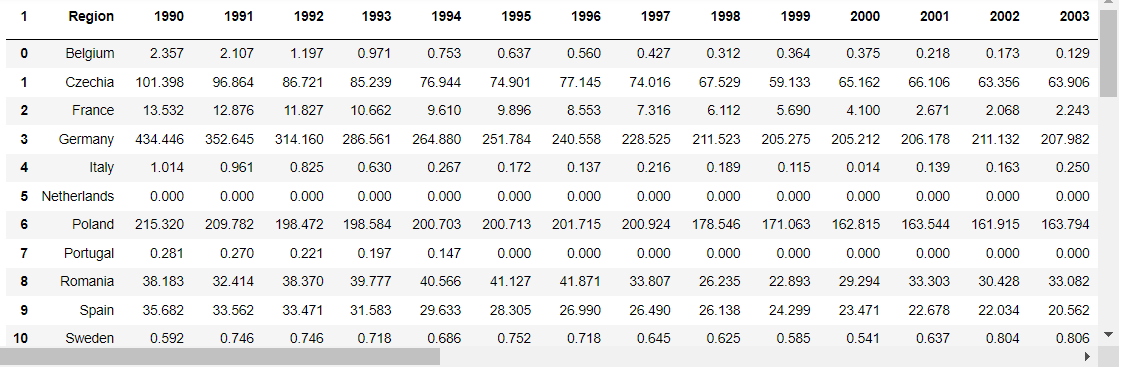 1 Region 1990 1991 1992 1993 1994 1995 1996 1997 1998 1999 2000 2001 2002 2003
0 Belgium 2.357 2.107 1.197 0.971 0.753 0.637 0.560 0.427 0.312 0.364 0.375 0.218 0.173 0.129
1 Czechia 101.398 96.864 86.721 85.239 76.944 74.901 77.145 74.016 67.529 59.133 65.162 66.106 63.356 63.906
2 France 13.532 12.876 11.827 10.662 9.610 9.896 8.553 7.316 6.112 5.690 4.100 2.671 2.068 2.243
3 Germany 434.446 352.645 314.160 286.561 264.880 251.784 240.558 228.525 211.523 205.275 205.212 206.178 211.132 207.982
4 Italy 1.014 0.961 0.825 0.630 0.267 0.172 0.137 0.216 0.189 0.115 0.014 0.139 0.163 0.250
5 Netherlands 0.000 0.000 0.000 0.000 0.000 0.000 0.000 0.000 0.000 0.000 0.000 0.000 0.000 0.000
6 Poland 215.320 209.782 198.472 198.584 200.703 200.713 201.715 200.924 178.546 171.063 162.815 163.544 161.915 163.794
7 Portugal 0.281 0.270 0.221 0.197 0.147 0.000 0.000 0.000 0.000 0.000 0.000 0.000 0.000 0.000
8 Romania 38.183 32.414 38.370 39.777 40.566 41.127 41.871 33.807 26.235 22.893 29.294 33.303 30.428 33.082
9 Spain 35.682 33.562 33.471 31.583 29.633 28.305 26.990 26.490 26.138 24.299 23.471 22.678 22.034 20.562
10 Sweden 0.592 0.746 0.746 0.718 0.686 0.752 0.718 0.645 0.625 0.585 0.541 0.637 0.804 0.806